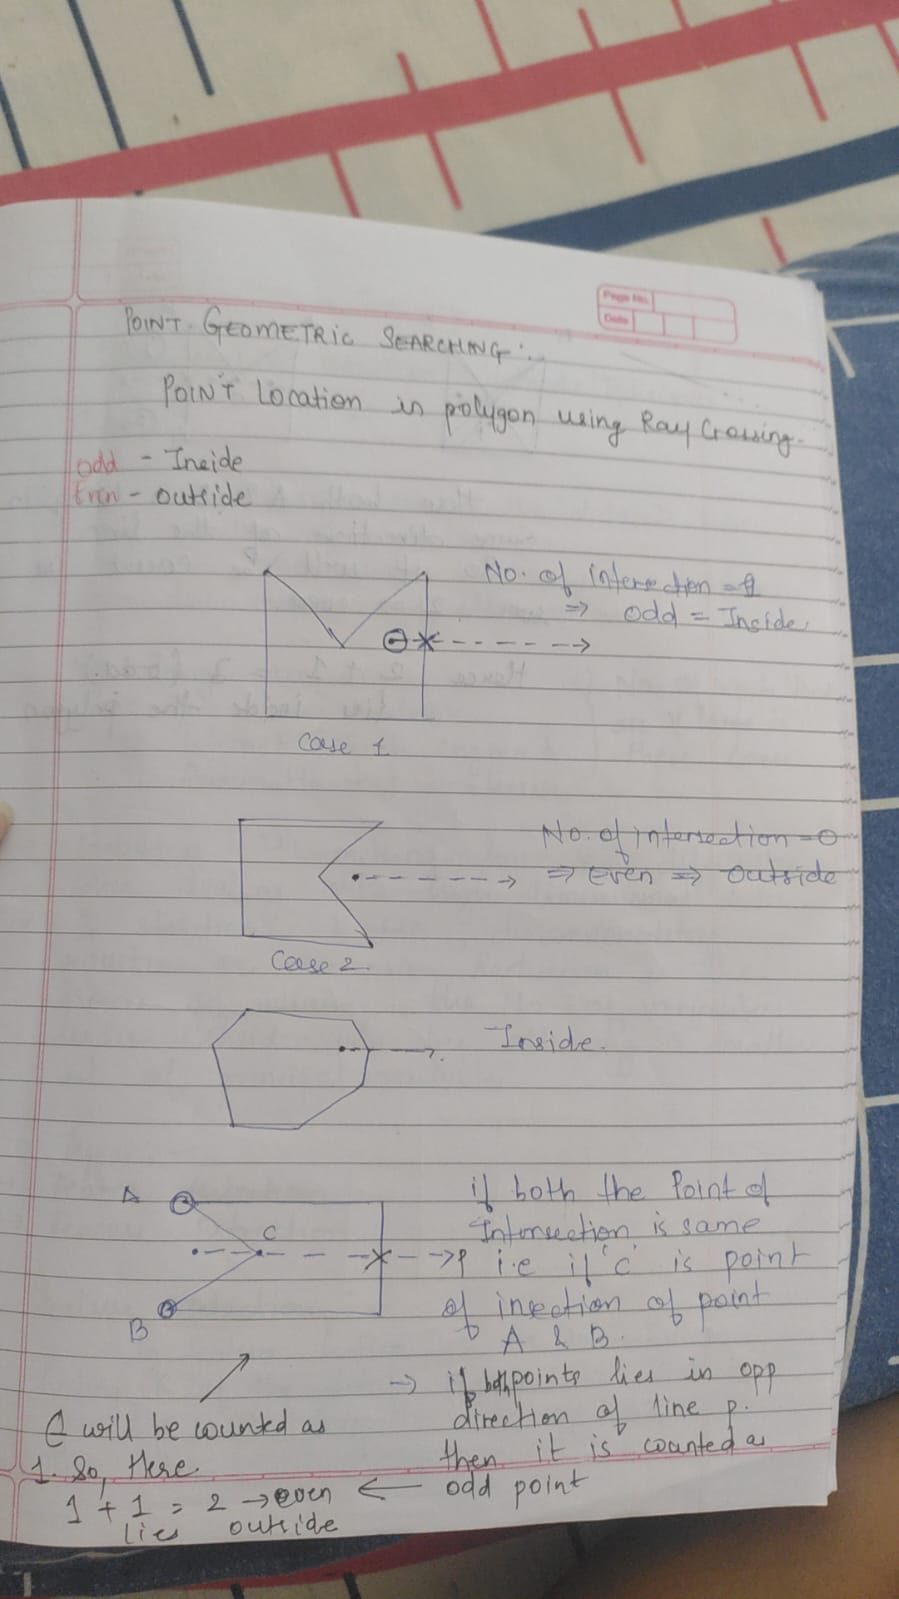 Page No.
Date
POINT GEOMETRIC SEARCHING :
POINT Location in polygon using Ray Crossing.
odd - Inside
Even - outside
No. of intersection = 1
=> odd = Inside
Case 1
No. of intersection = 0
=> Even => outside
Case 2
Inside.
A
C
P
B
if both the Point of
Intersection is same
i.e if 'c' is point
of insection of point
A & B.
-> if both points lies in opp
direction of line p.
then it is counted as
odd point
C will be counted as
1. So, Here
1 + 1 = 2 -> even
lies outside